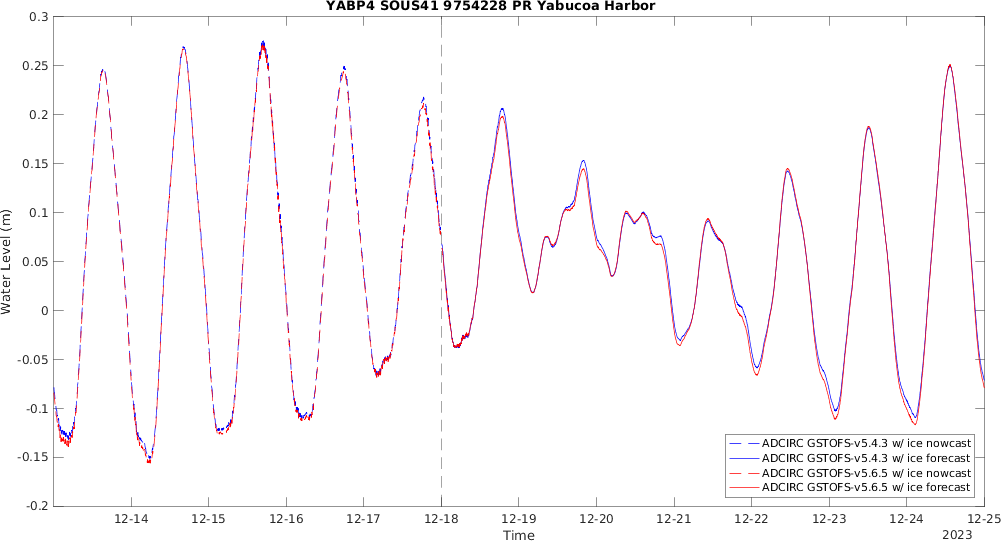 YABP4 SOUS41 9754228 PR Yabucoa Harbor
0.3
0.25
0.2
0.15
0.1
0.05
0
-0.05
-0.1
-0.15
-0.2
Water Level (m)
ADCIRC GSTOFS-v5.4.3 w/ ice nowcast
ADCIRC GSTOFS-v5.4.3 w/ ice forecast
ADCIRC GSTOFS-v5.6.5 w/ ice nowcast
ADCIRC GSTOFS-v5.6.5 w/ ice forecast
12-14 12-15 12-16 12-17 12-18 12-19 12-20 12-21 12-22 12-23 12-24 12-25
Time
2023